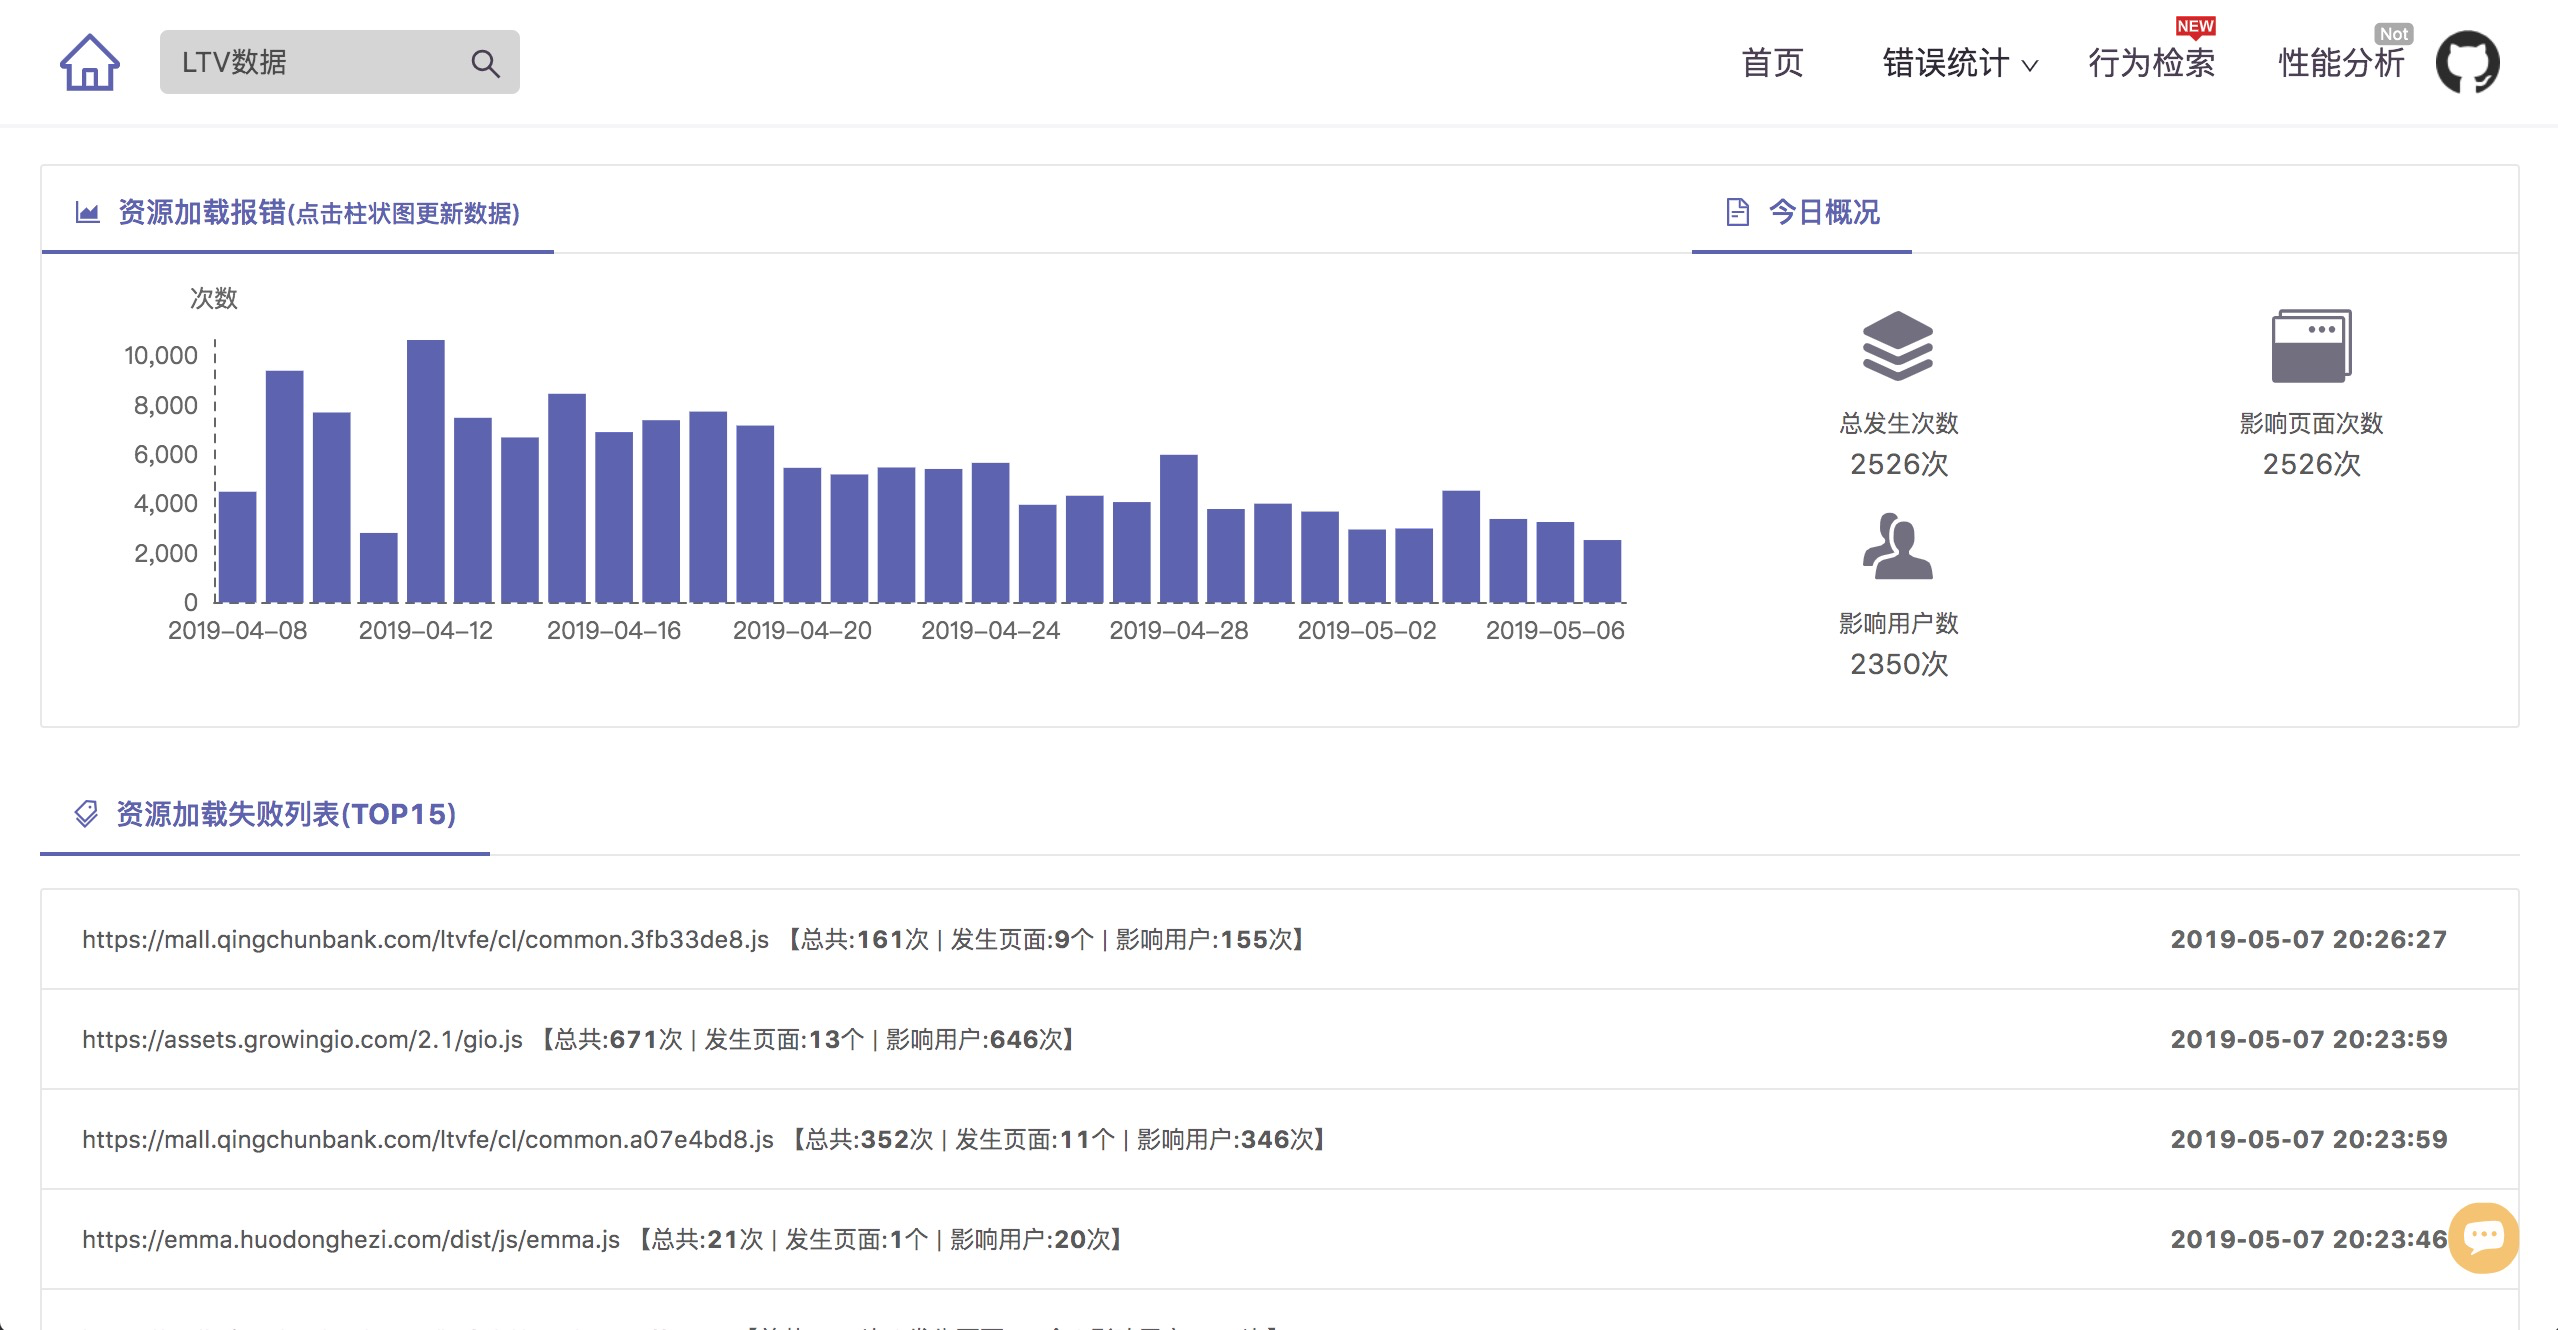 LTV数据
首页
错误统计
行为检索
NEW
性能分析
Not
资源加载报错(点击柱状图更新数据)
今日概况
次数
10,000
8,000
6,000
4,000
2,000
0
2019-04-08 2019-04-12 2019-04-16 2019-04-20 2019-04-24 2019-04-28 2019-05-02 2019-05-06
总发生次数
2526次
影响页面次数
2526次
影响用户数
2350次
资源加载失败列表(TOP15)
https://mall.qingchunbank.com/ltvfe/cl/common.3fb33de8.js 【总共:161次 | 发生页面:9个 | 影响用户:155次】 2019-05-07 20:26:27
https://assets.growingio.com/2.1/gio.js 【总共:671次 | 发生页面:13个 | 影响用户:646次】 2019-05-07 20:23:59
https://mall.qingchunbank.com/ltvfe/cl/common.a07e4bd8.js 【总共:352次 | 发生页面:11个 | 影响用户:346次】 2019-05-07 20:23:59
https://emma.huodonghezi.com/dist/js/emma.js 【总共:21次 | 发生页面:1个 | 影响用户:20次】 2019-05-07 20:23:46